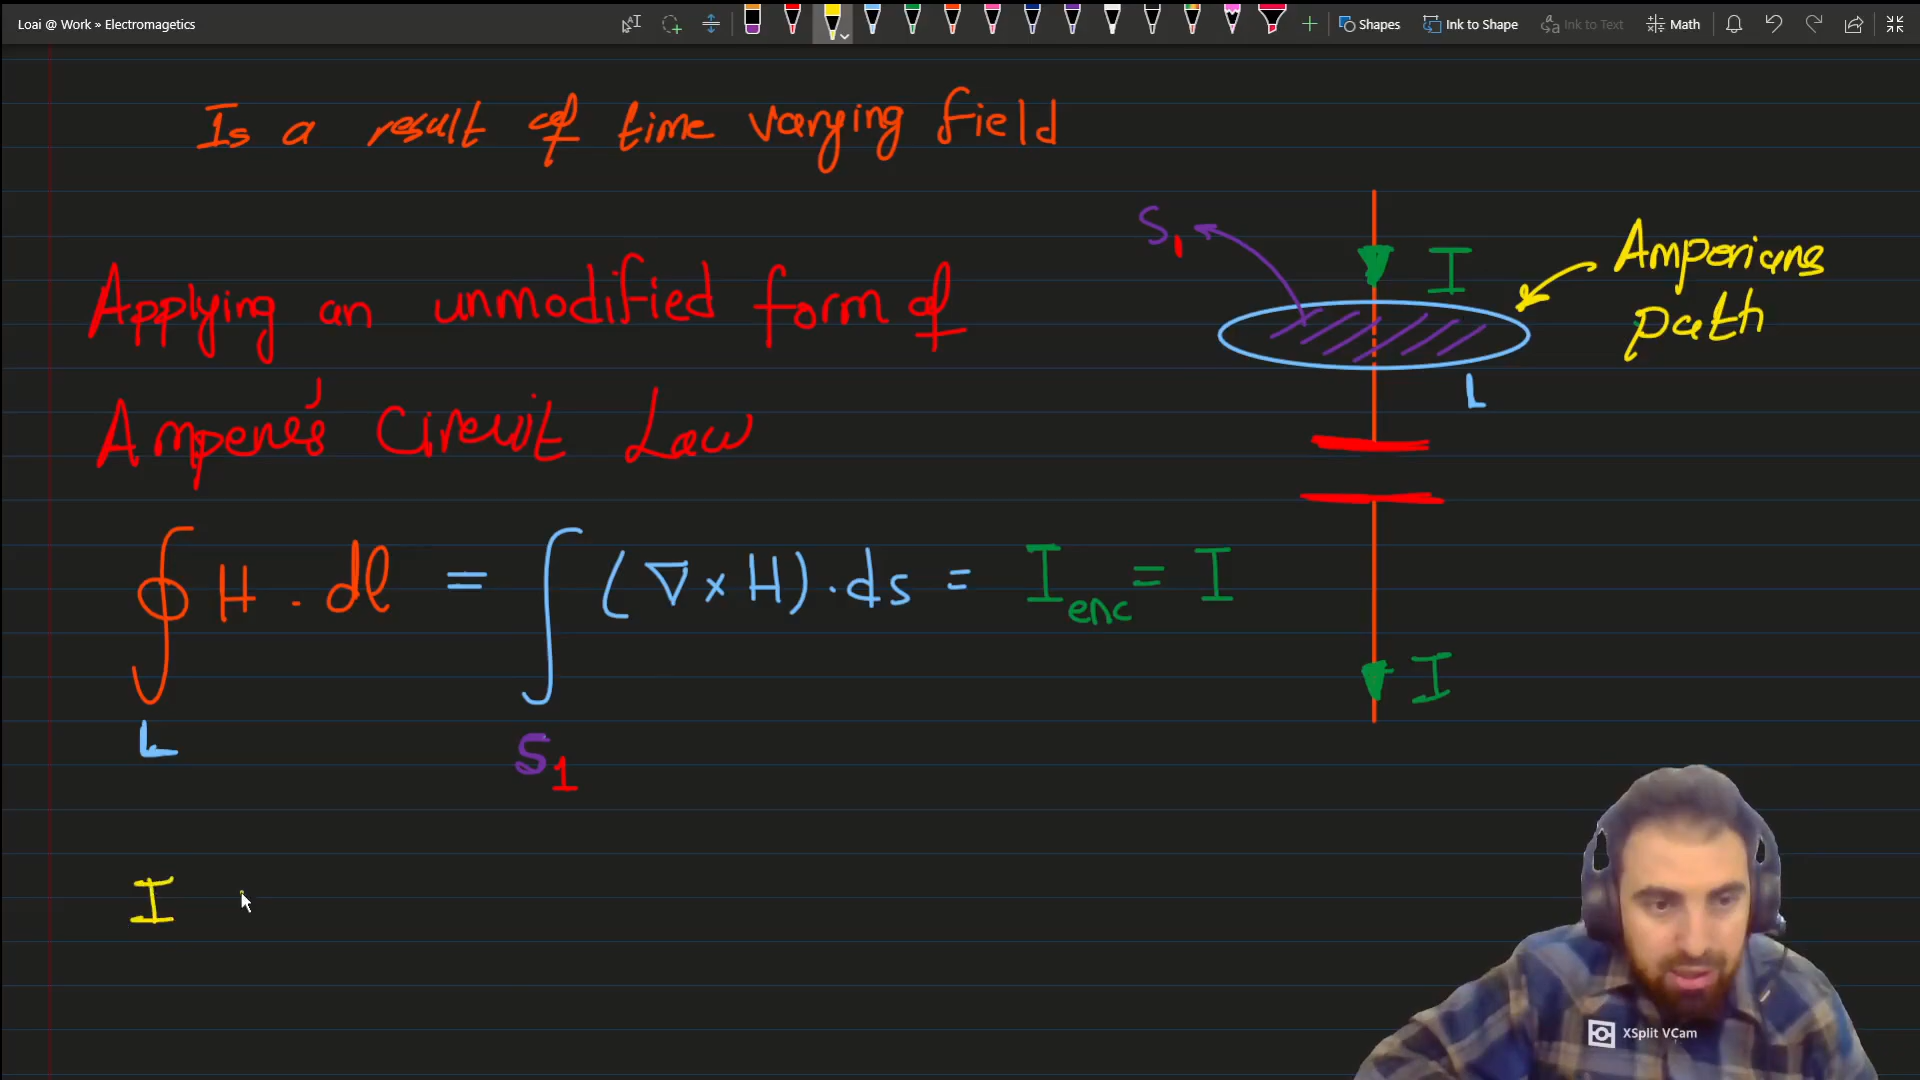 Loai @ Work » Electromagetics
Shapes
Ink to Shape
Ink to Text
Math
Is a result of time varying field
S1
I
Amperians
path
Applying an unmodified form of
L
Ampere's Circuit Law
∮ H . dl = ∫ (∇ × H) . ds = Ienc = I
L
S1
I
I
XSplit VCam